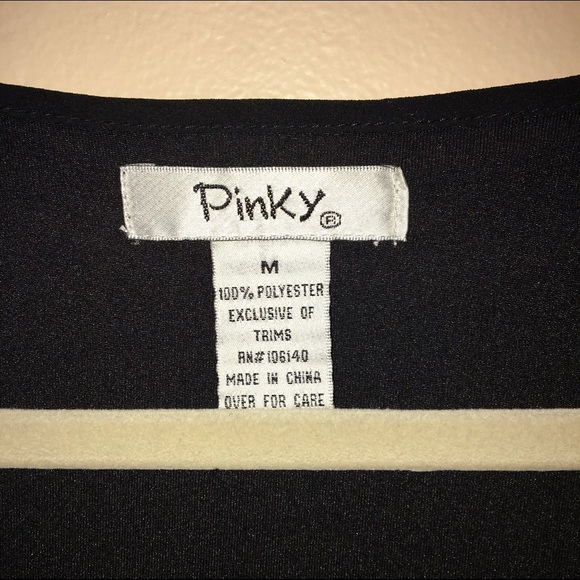 Pinky®
M
100% POLYESTER
EXCLUSIVE OF
TRIMS
RN#106140
MADE IN CHINA
OVER FOR CARE